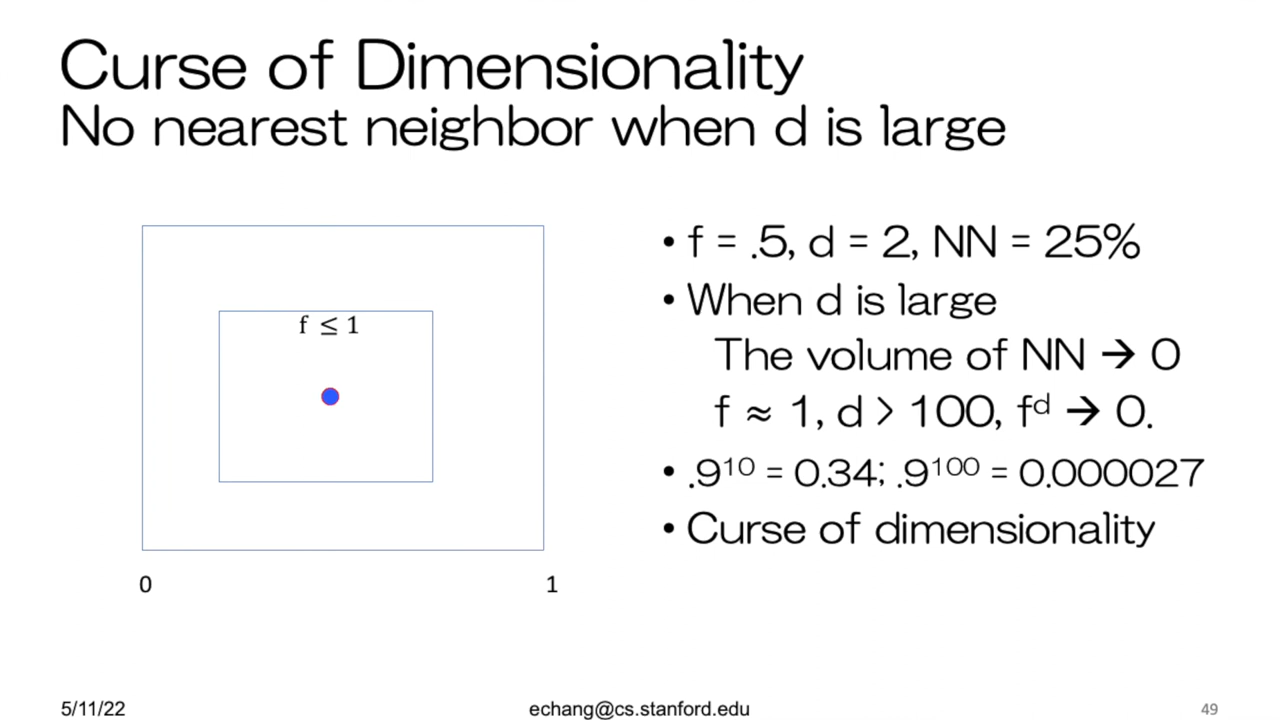 Curse of Dimensionality
No nearest neighbor when d is large
f ≤ 1
0
1
• f = .5, d = 2, NN = 25%
• When d is large
The volume of NN → 0
f ≈ 1, d > 100, fᵈ → 0.
• .9¹⁰ = 0.34; .9¹⁰⁰ = 0.000027
• Curse of dimensionality
5/11/22
echang@cs.stanford.edu
49